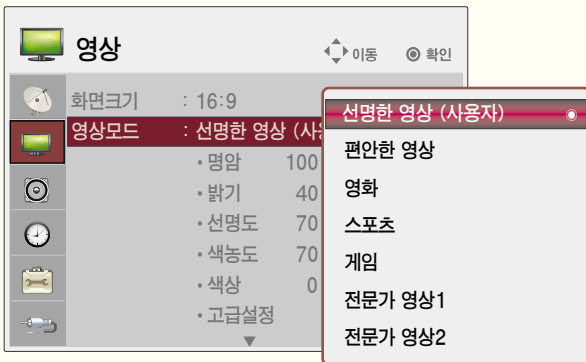 영상
이동 ◉ 확인
화면크기 : 16:9
영상모드 : 선명한 영상 (사용
• 명암 100
• 밝기 40
• 선명도 70
• 색농도 70
• 색상 0
• 고급설정
▼
선명한 영상 (사용자) ◉
편안한 영상
영화
스포츠
게임
전문가 영상1
전문가 영상2